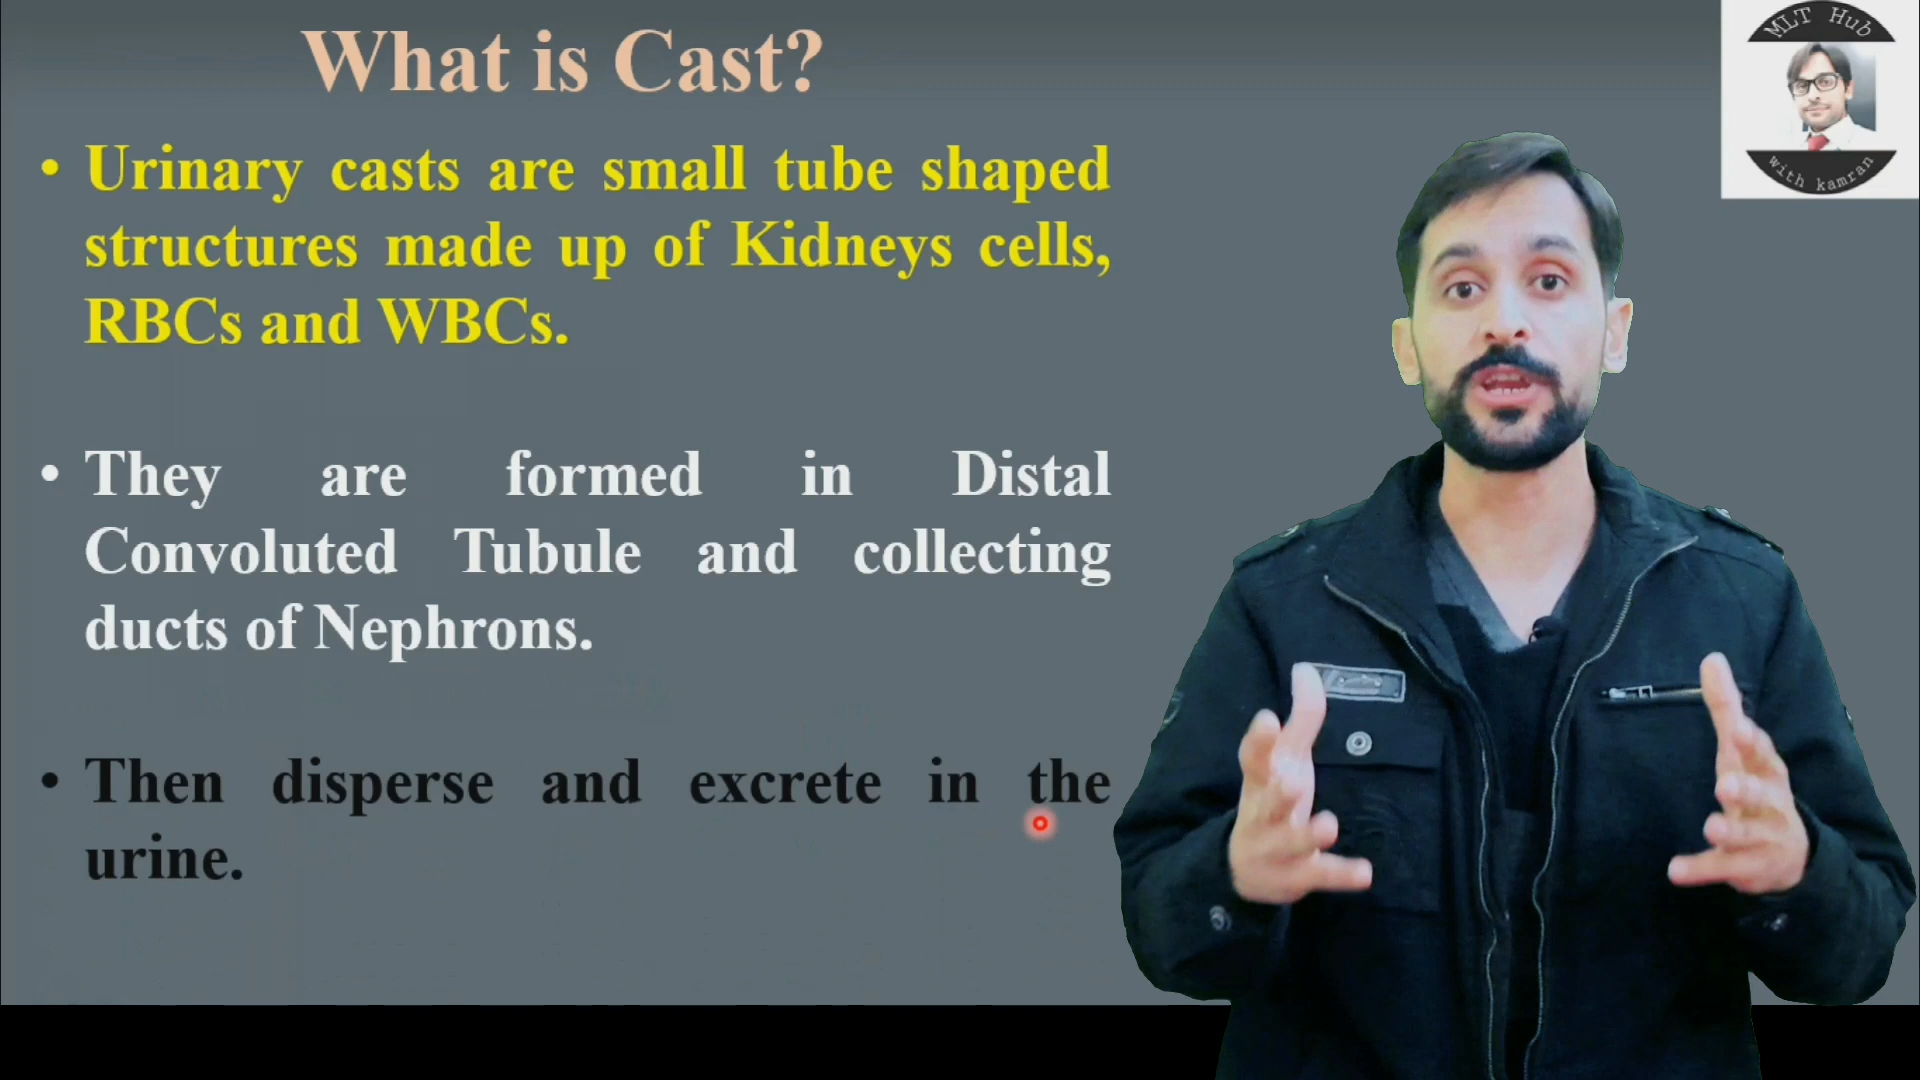 What is Cast?
• Urinary casts are small tube shaped
structures made up of Kidneys cells,
RBCs and WBCs.
• They are formed in Distal
Convoluted Tubule and collecting
ducts of Nephrons.
• Then disperse and excrete in the
urine.
MLT Hub
with kamran